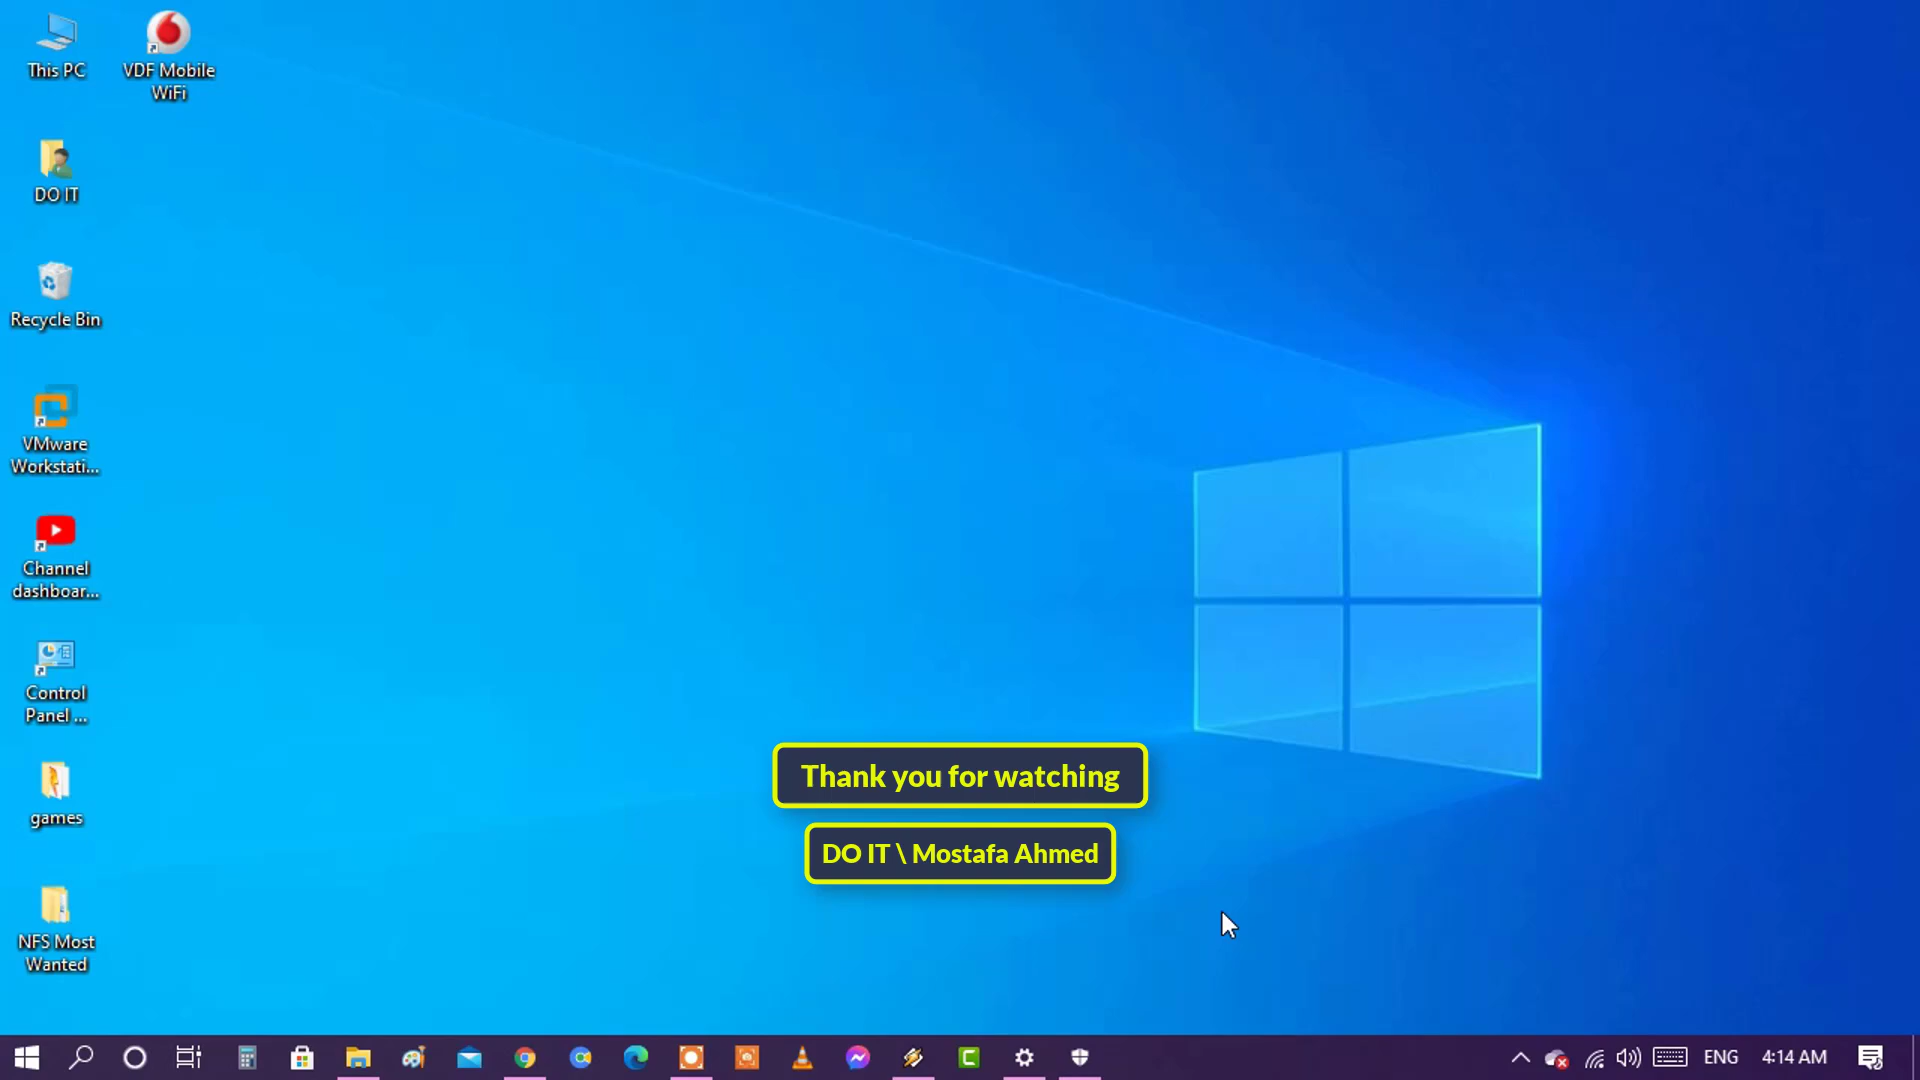 This PC
VDF Mobile
WiFi
DO IT
Recycle Bin
VMware
Workstati...
Channel
dashboar...
Control
Panel ...
games
NFS Most
Wanted
Thank you for watching
DO IT \ Mostafa Ahmed
ENG
4:14 AM